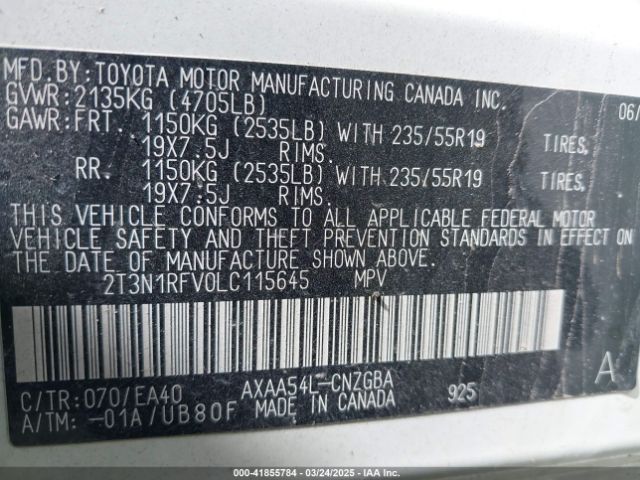 MFD.BY:TOYOTA MOTOR MANUFACTURING CANADA INC. 06/
GVWR:2135KG (4705LB)
GAWR:FRT. 1150KG (2535LB) WITH 235/55R19 TIRES,
19X7.5J RIMS.
RR. 1150KG (2535LB) WITH 235/55R19 TIRES,
19X7.5J RIMS.
THIS VEHICLE CONFORMS TO ALL APPLICABLE FEDERAL MOTOR
VEHICLE SAFETY AND THEFT PREVENTION STANDARDS IN EFFECT ON
THE DATE OF MANUFACTURE SHOWN ABOVE.
2T3N1RFV0LC115645 MPV
C/TR:070/EA40 AXAA54L-CNZGBA A
A/TM:-01A/UB80F MADE IN CANADA 925
000-41855784 - 03/24/2025 - IAA, IBA